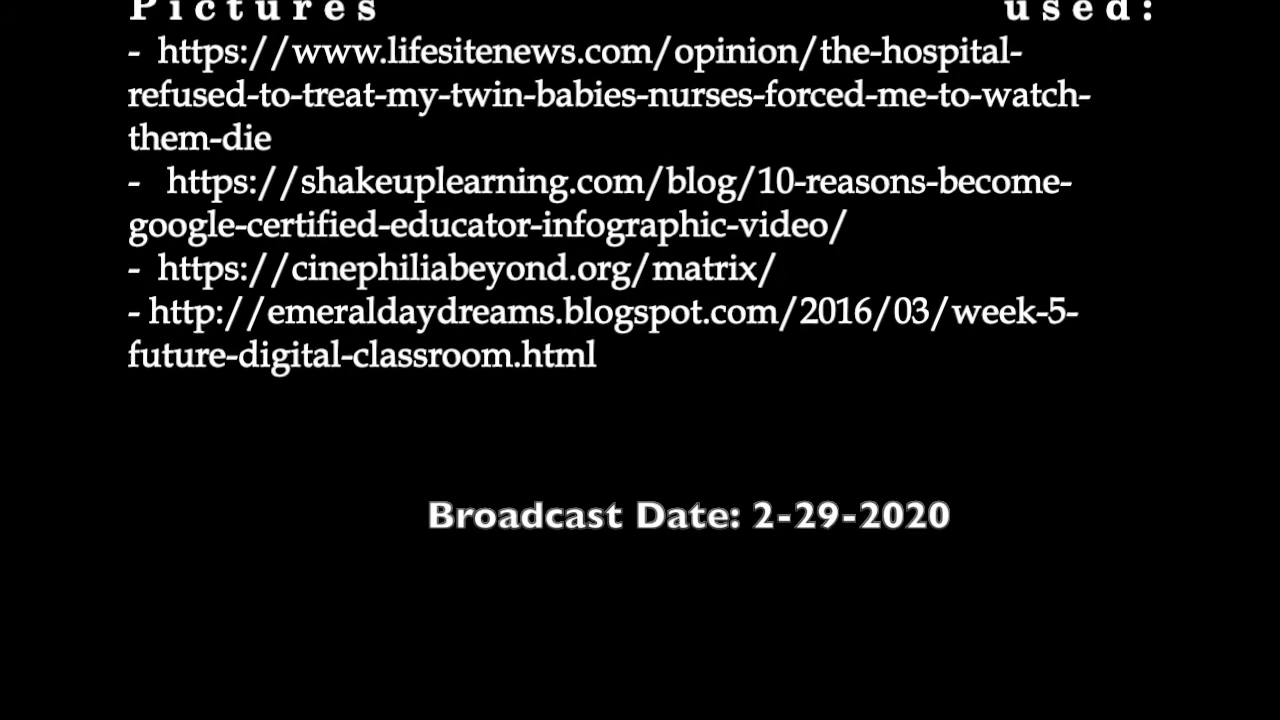 Pictures used:
- https://www.lifesitenews.com/opinion/the-hospital-
refused-to-treat-my-twin-babies-nurses-forced-me-to-watch-
them-die
- https://shakeuplearning.com/blog/10-reasons-become-
google-certified-educator-infographic-video/
- https://cinephiliabeyond.org/matrix/
- http://emeraldaydreams.blogspot.com/2016/03/week-5-
future-digital-classroom.html
Broadcast Date: 2-29-2020